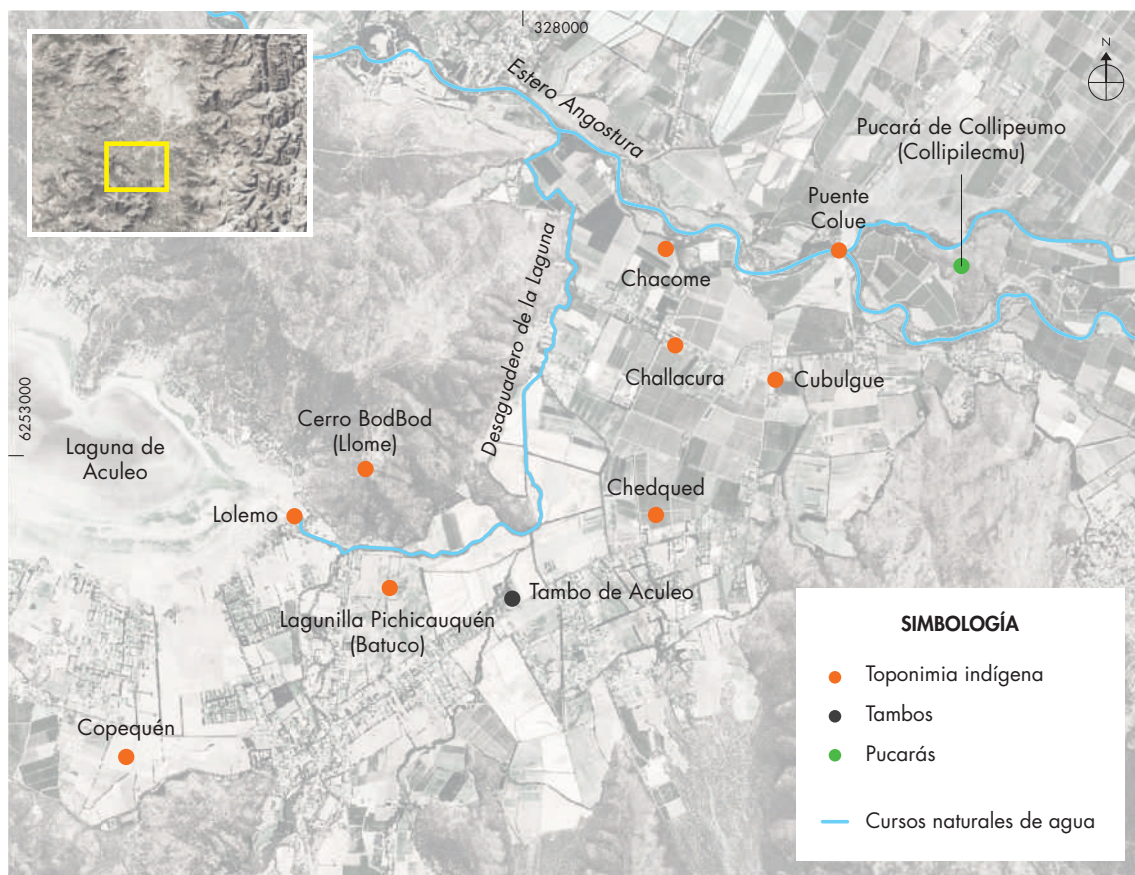 328000
N
Estero Angostura
Pucará de Collipeumo
(Collipilecmu)
Puente
Colue
Chacome
Desaguadero de la Laguna
Challacura
Cubulgue
6253000
Cerro BodBod
(Llome)
Laguna de
Aculeo
Lolemo
Chedqued
Tambo de Aculeo
Lagunilla Pichicauquén
(Batuco)
Copequén
SIMBOLOGÍA
Toponimia indígena
Tambos
Pucarás
Cursos naturales de agua